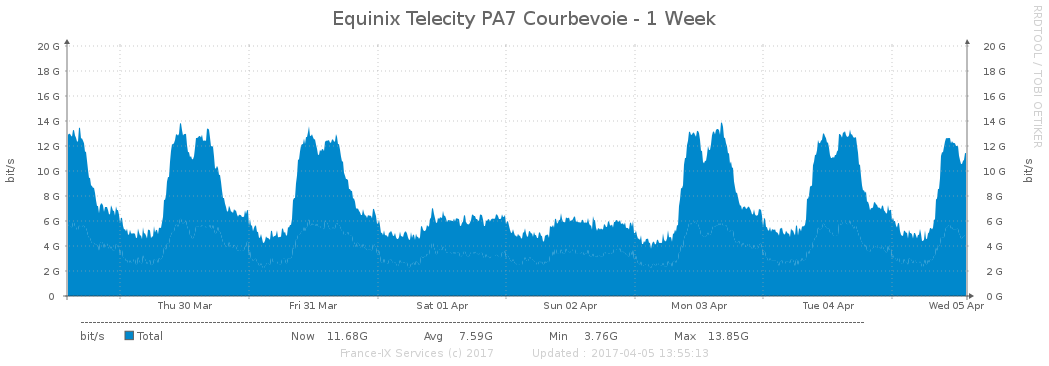 Equinix Telecity PA7 Courbevoie - 1 Week
RRDTOOL / TOBI OETIKER
bit/s
20 G
18 G
16 G
14 G
12 G
10 G
8 G
6 G
4 G
2 G
0
20 G
18 G
16 G
14 G
12 G
10 G
8 G
6 G
4 G
2 G
0 G
bit/s
Thu 30 Mar Fri 31 Mar Sat 01 Apr Sun 02 Apr Mon 03 Apr Tue 04 Apr Wed 05 Apr
bit/s Total Now 11.68G Avg 7.59G Min 3.76G Max 13.85G
France-IX Services (c) 2017 Updated : 2017-04-05 13:55:13